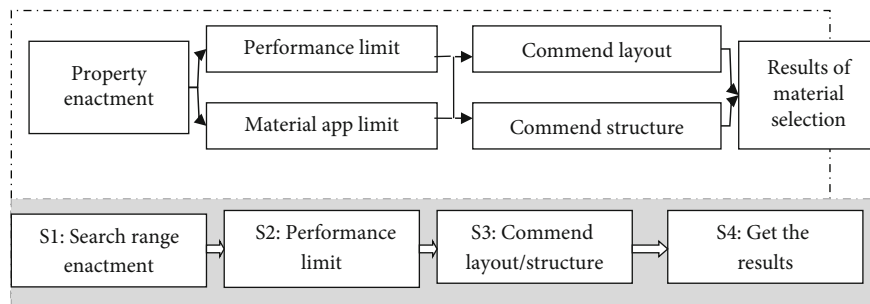 Property
enactment
Performance limit
Material app limit
Commend layout
Commend structure
Results of
material
selection
S1: Search range
enactment
S2: Performance
limit
S3: Commend
layout/structure
S4: Get the
results